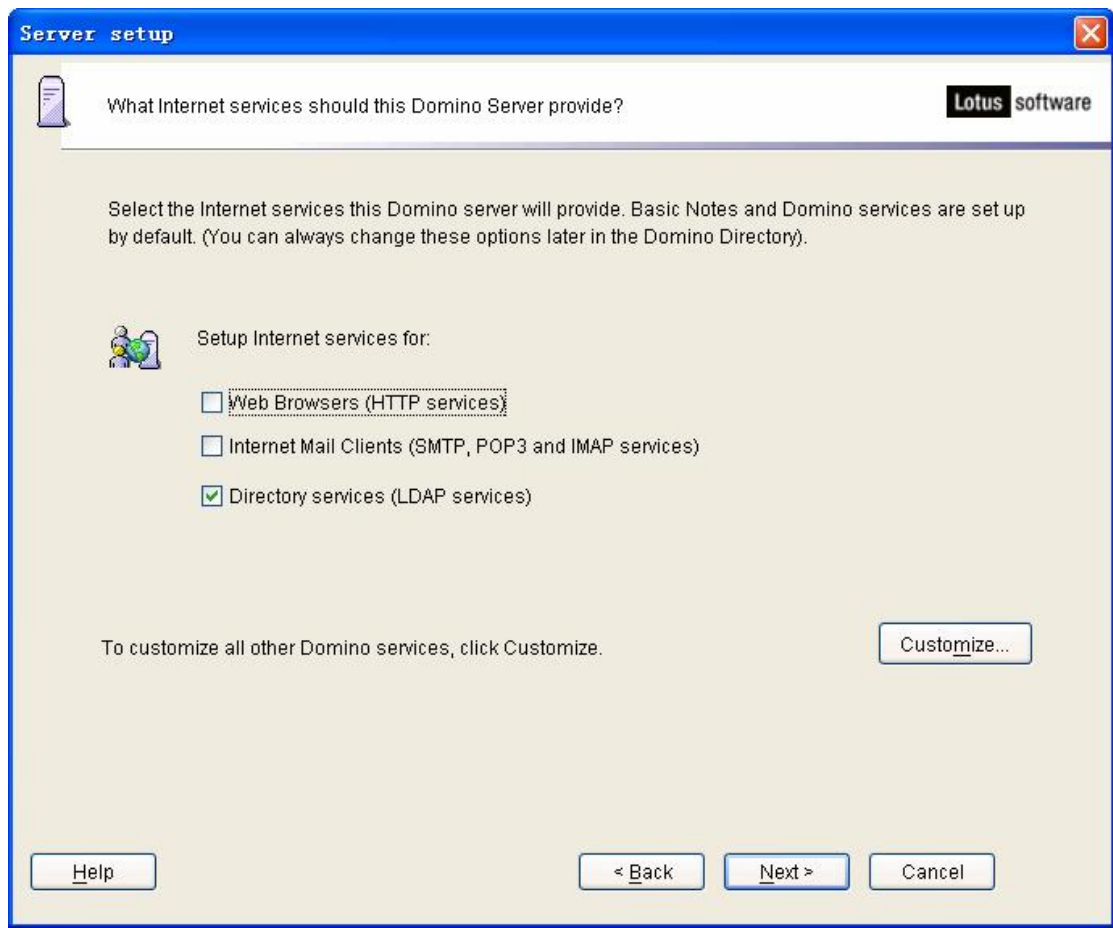 Server setup
What Internet services should this Domino Server provide?
Lotus software
Select the Internet services this Domino server will provide. Basic Notes and Domino services are set up
by default. (You can always change these options later in the Domino Directory).
Setup Internet services for:
Web Browsers (HTTP services)
Internet Mail Clients (SMTP, POP3 and IMAP services)
Directory services (LDAP services)
To customize all other Domino services, click Customize.
Customize...
Help
< Back
Next >
Cancel